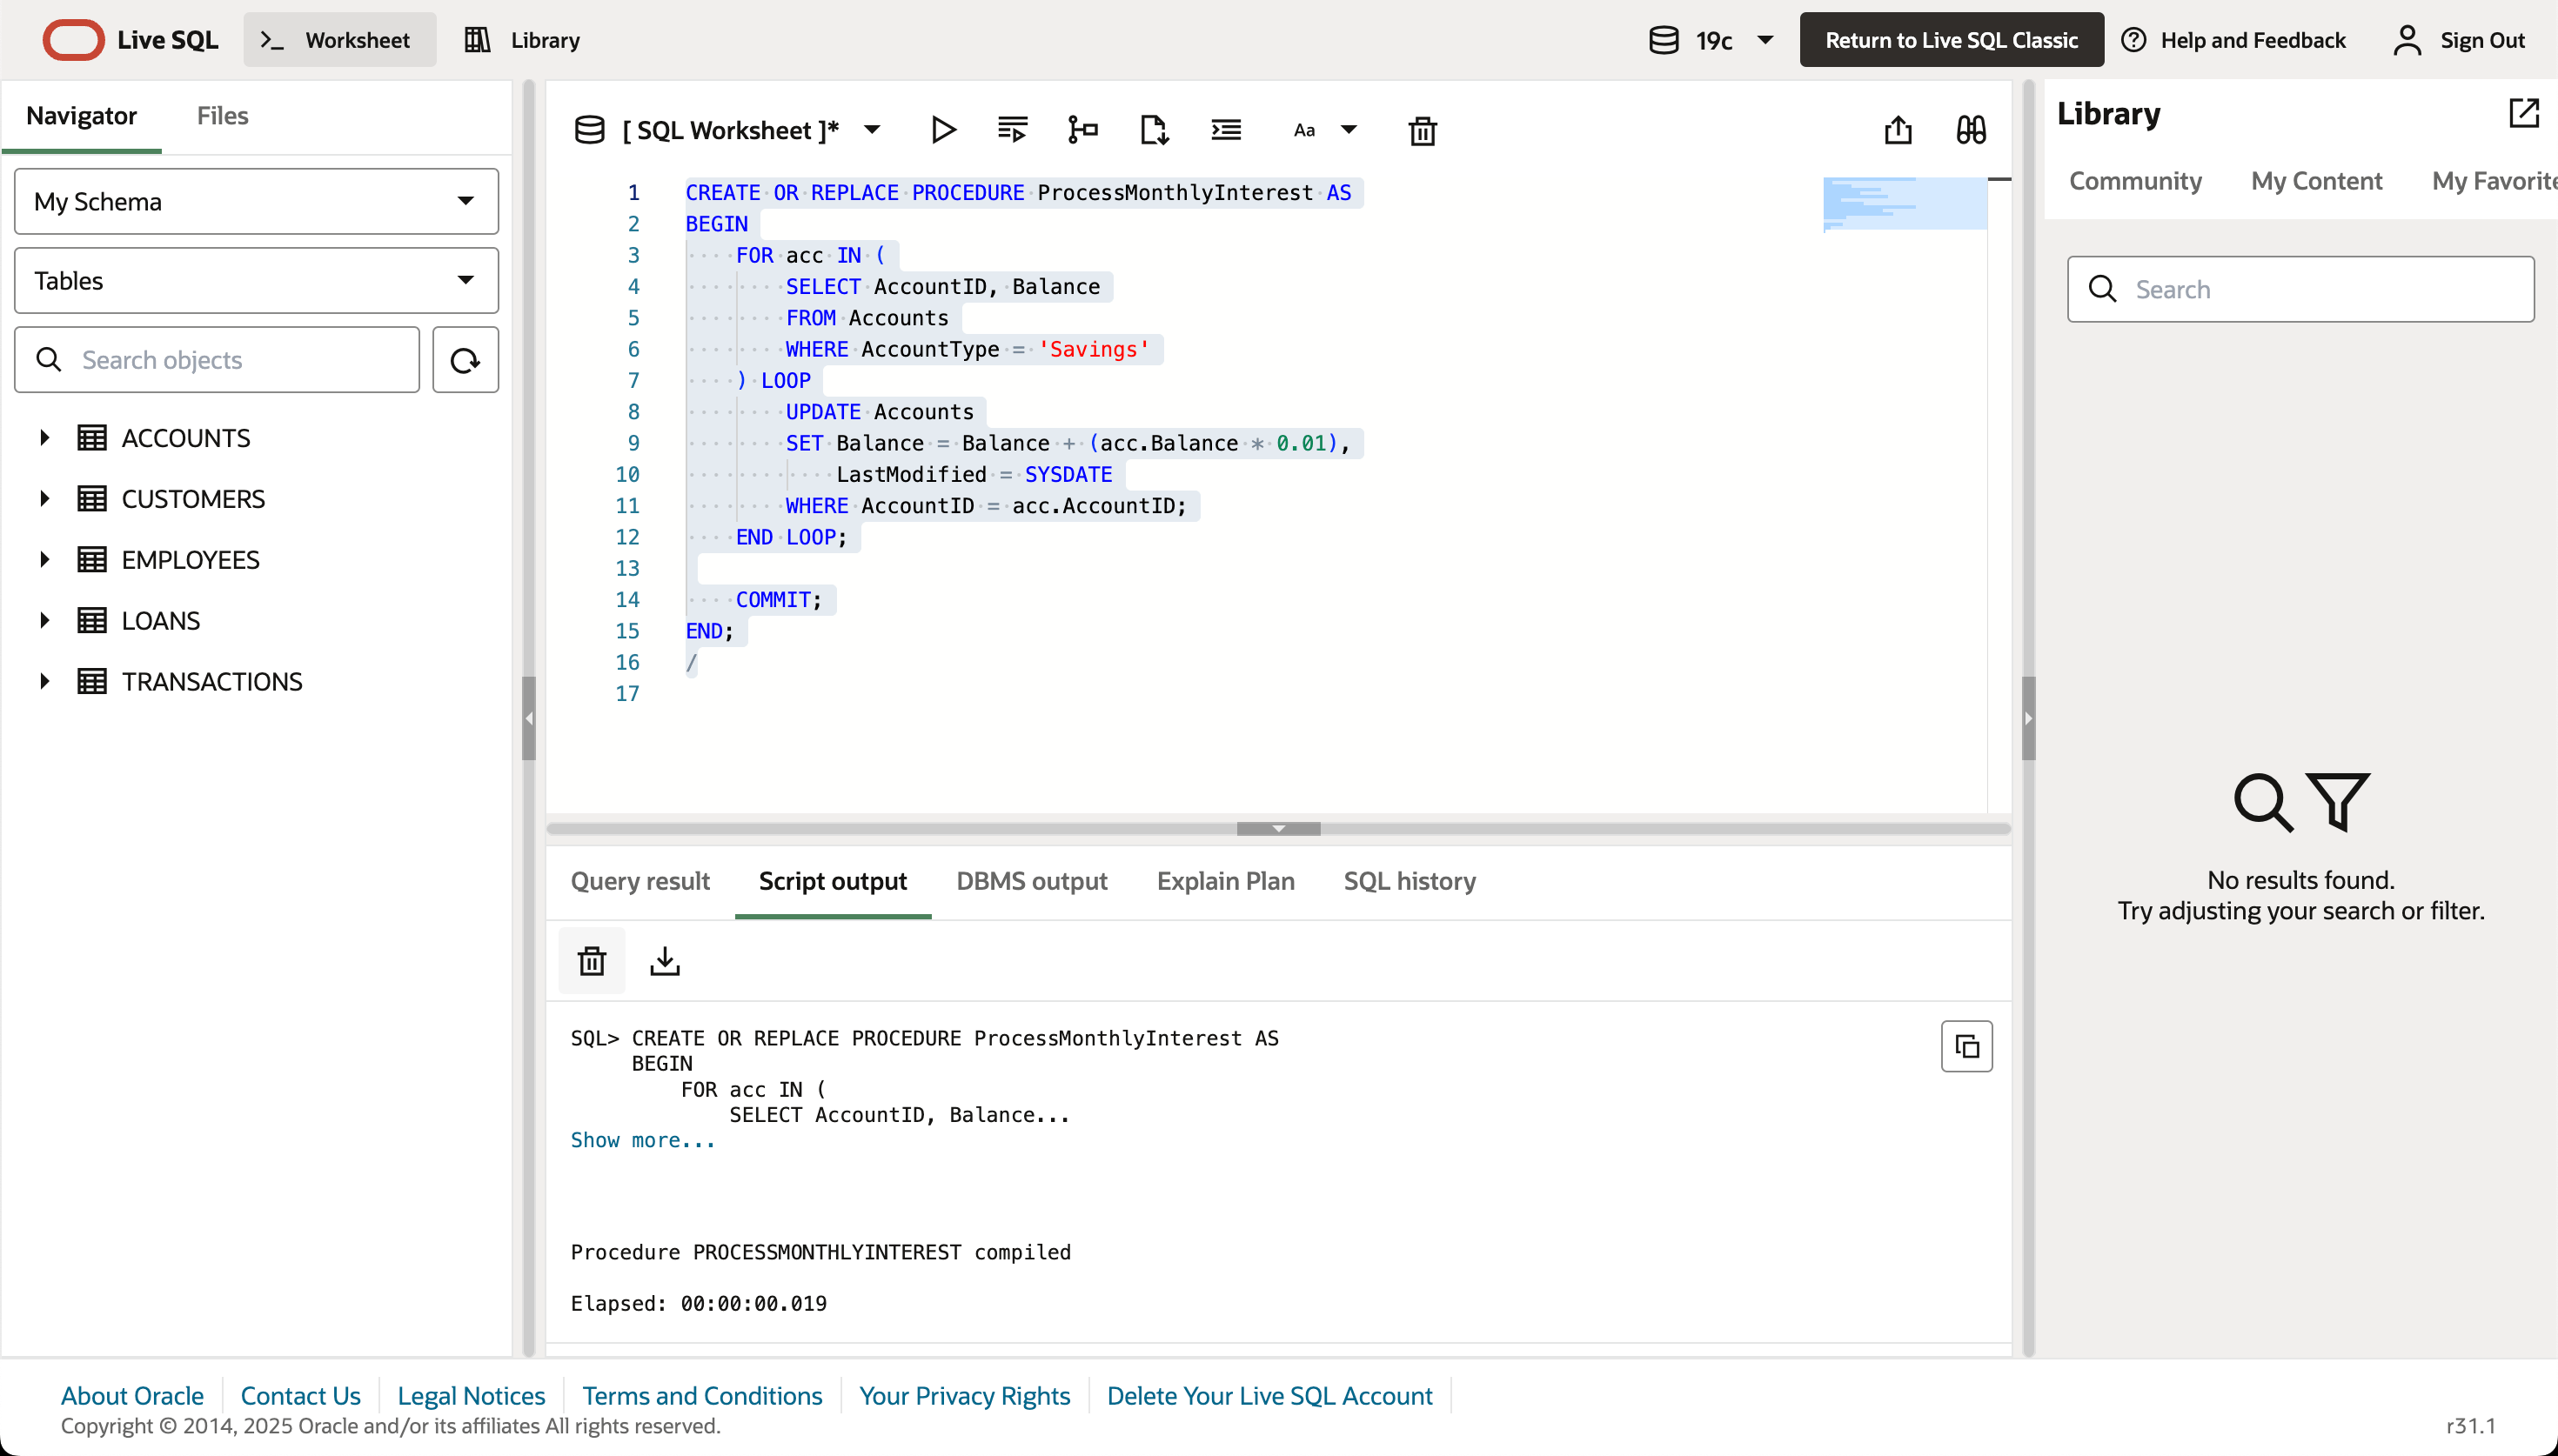 Live SQL
Worksheet
Library
19c
Return to Live SQL Classic
Help and Feedback
Sign Out
Navigator
Files
My Schema
Tables
Search objects
ACCOUNTS
CUSTOMERS
EMPLOYEES
LOANS
TRANSACTIONS
[ SQL Worksheet ]*
Aa
1 CREATE OR REPLACE PROCEDURE ProcessMonthlyInterest AS
2 BEGIN
3     FOR acc IN (
4         SELECT AccountID, Balance
5         FROM Accounts
6         WHERE AccountType = 'Savings'
7     ) LOOP
8         UPDATE Accounts
9         SET Balance = Balance + (acc.Balance * 0.01),
10             LastModified = SYSDATE
11         WHERE AccountID = acc.AccountID;
12     END LOOP;
13
14     COMMIT;
15 END;
16 /
17
Query result
Script output
DBMS output
Explain Plan
SQL history
SQL> CREATE OR REPLACE PROCEDURE ProcessMonthlyInterest AS
BEGIN
FOR acc IN (
SELECT AccountID, Balance...
Show more...
Procedure PROCESSMONTHLYINTEREST compiled
Elapsed: 00:00:00.019
Library
Community
My Content
My Favorite
Search
No results found.
Try adjusting your search or filter.
About Oracle
Contact Us
Legal Notices
Terms and Conditions
Your Privacy Rights
Delete Your Live SQL Account
Copyright © 2014, 2025 Oracle and/or its affiliates All rights reserved.
r31.1